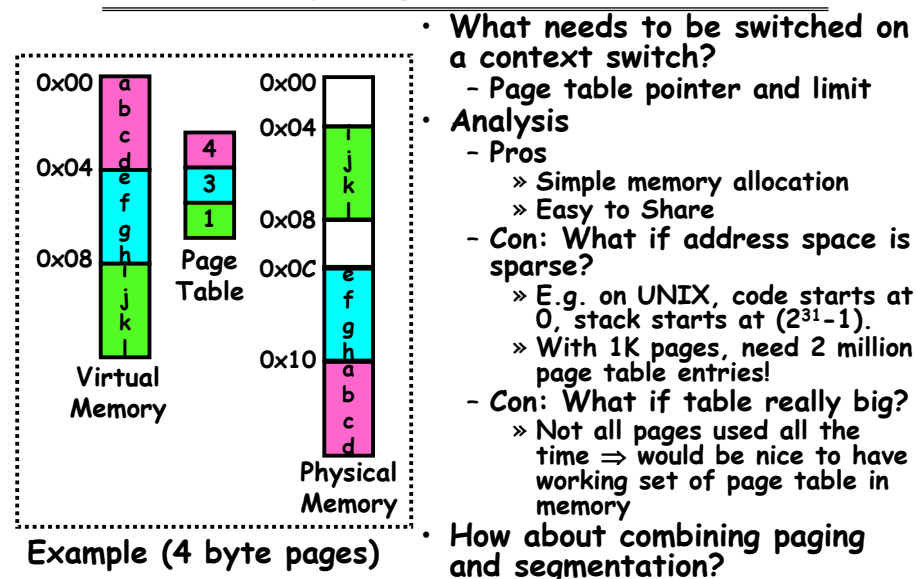 0x00
a
b
c
d
0x04
e
f
g
h
0x08
i
j
k
l
Virtual
Memory
4
3
1
Page
Table
0x00
0x04
i
j
k
l
0x08
0x0C
e
f
g
h
0x10
a
b
c
d
Physical
Memory
Example (4 byte pages)
• What needs to be switched on
a context switch?
– Page table pointer and limit
• Analysis
– Pros
» Simple memory allocation
» Easy to Share
– Con: What if address space is
sparse?
» E.g. on UNIX, code starts at
0, stack starts at (2³¹-1).
» With 1K pages, need 2 million
page table entries!
– Con: What if table really big?
» Not all pages used all the
time ⇒ would be nice to have
working set of page table in
memory
• How about combining paging
and segmentation?